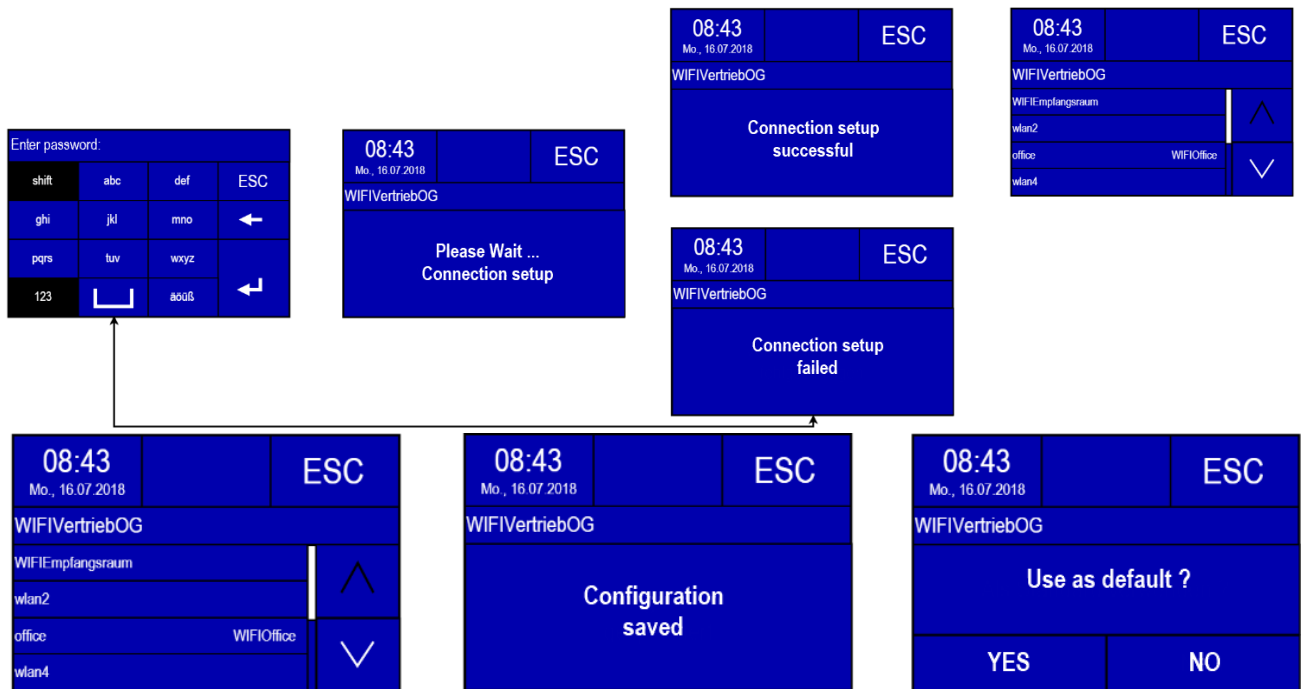 Enter password:
shift abc def ESC
ghi jkl mno
pqrs tuv wxyz
123 äöüß
08:43 ESC
Mo., 16.07.2018
WIFIVertriebOG
Please Wait ...
Connection setup
08:43 ESC
Mo., 16.07.2018
WIFIVertriebOG
Connection setup
successful
08:43 ESC
Mo., 16.07.2018
WIFIVertriebOG
WIFIEmpfangsraum
wlan2
office WIFIOffice
wlan4
08:43 ESC
Mo., 16.07.2018
WIFIVertriebOG
Connection setup
failed
08:43 ESC
Mo., 16.07.2018
WIFIVertriebOG
WIFIEmpfangsraum
wlan2
office WIFIOffice
wlan4
08:43 ESC
Mo., 16.07.2018
WIFIVertriebOG
Configuration
saved
08:43 ESC
Mo., 16.07.2018
WIFIVertriebOG
Use as default ?
YES NO